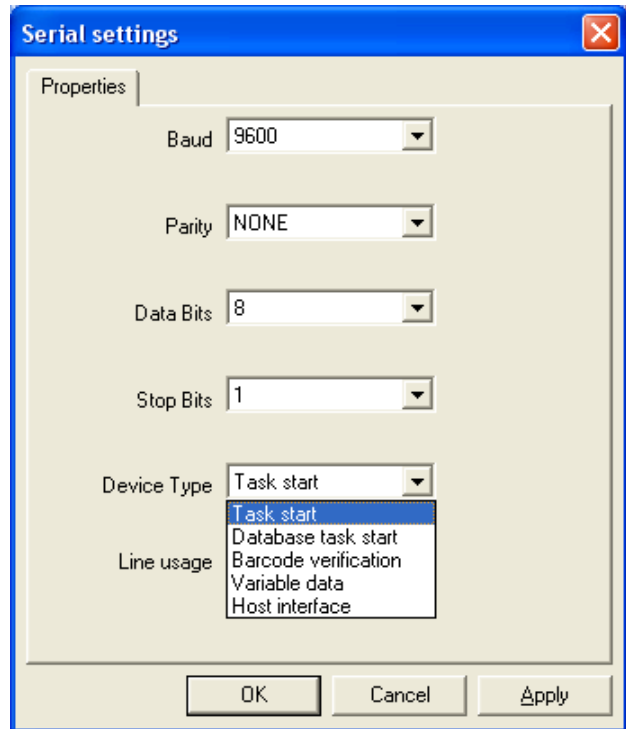 Serial settings
Properties
Baud 9600
Parity NONE
Data Bits 8
Stop Bits 1
Device Type Task start
Task start
Database task start
Line usage Barcode verification
Variable data
Host interface
OK Cancel Apply